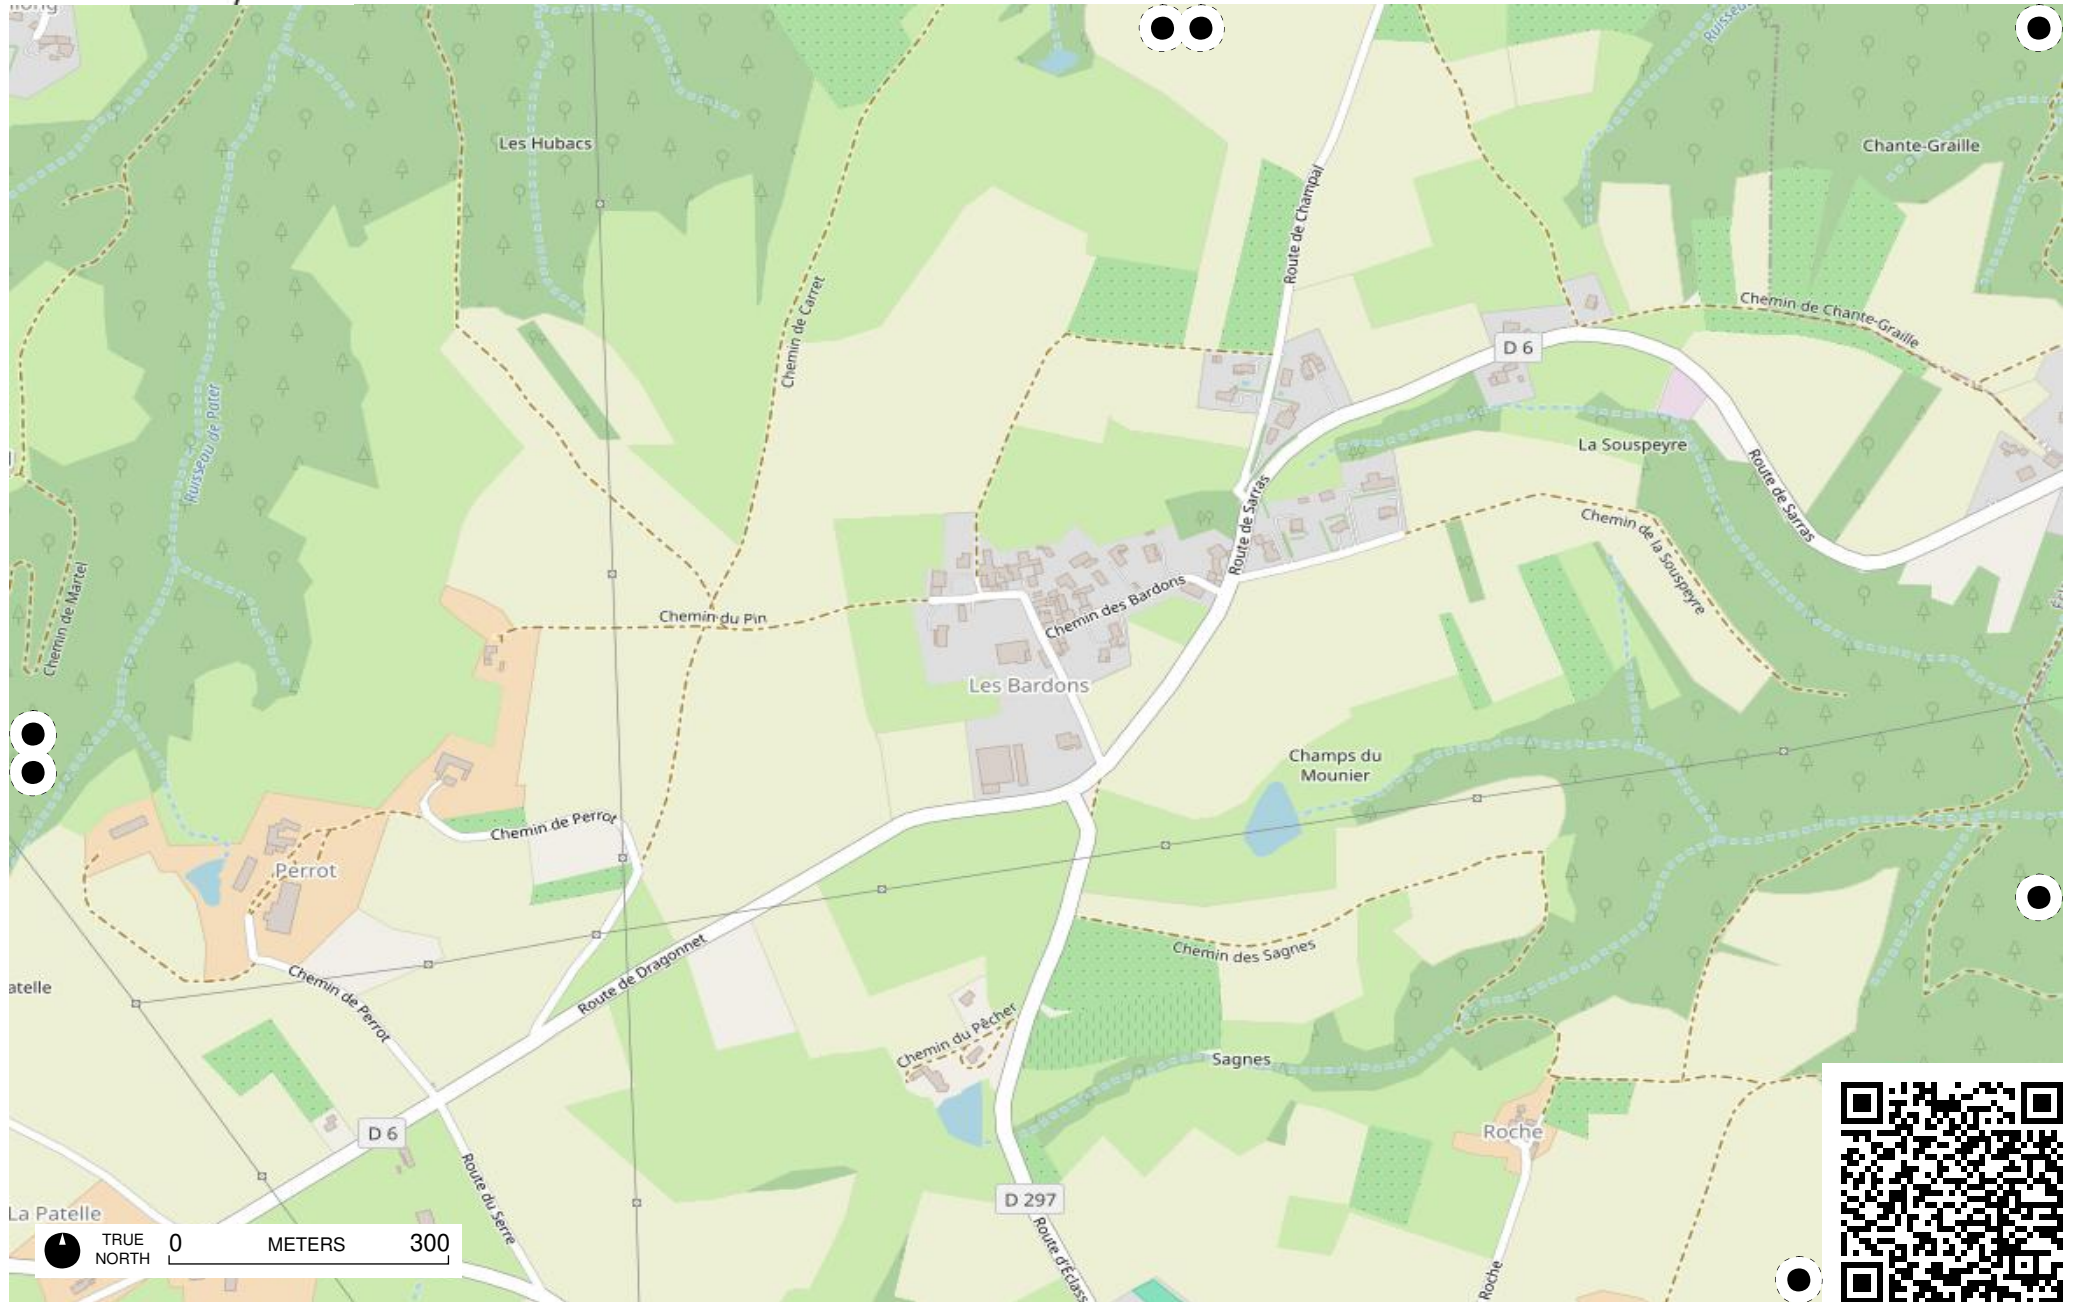 Les Hubacs
Ruisseau
Chante-Graille
Route de Champal
Chemin de Carret
Chemin de Chante-Graille
D 6
Ruisseau de Pater
La Souspeyre
Route de Sarras
Route de Sarras
Chemin de la Souspeyre
Chemin de Martel
Chemin du Pin
Chemin des Bardons
Les Bardons
Champs du
Mounier
Chemin de Perrot
Perrot
Chemin des Sagnes
Route de Dragonnet
Chemin de Perrot
atelle
Chemin du Pêcher
Sagnes
D 6
Roche
Route du Serre
D 297
La Patelle
Route d'Éclass
Roche
TRUE
NORTH
0 METERS 300